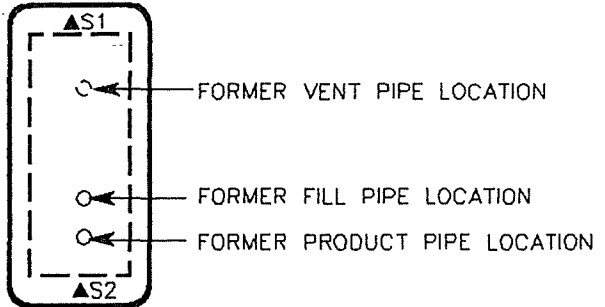 ▲S1
FORMER VENT PIPE LOCATION
FORMER FILL PIPE LOCATION
FORMER PRODUCT PIPE LOCATION
▲S2